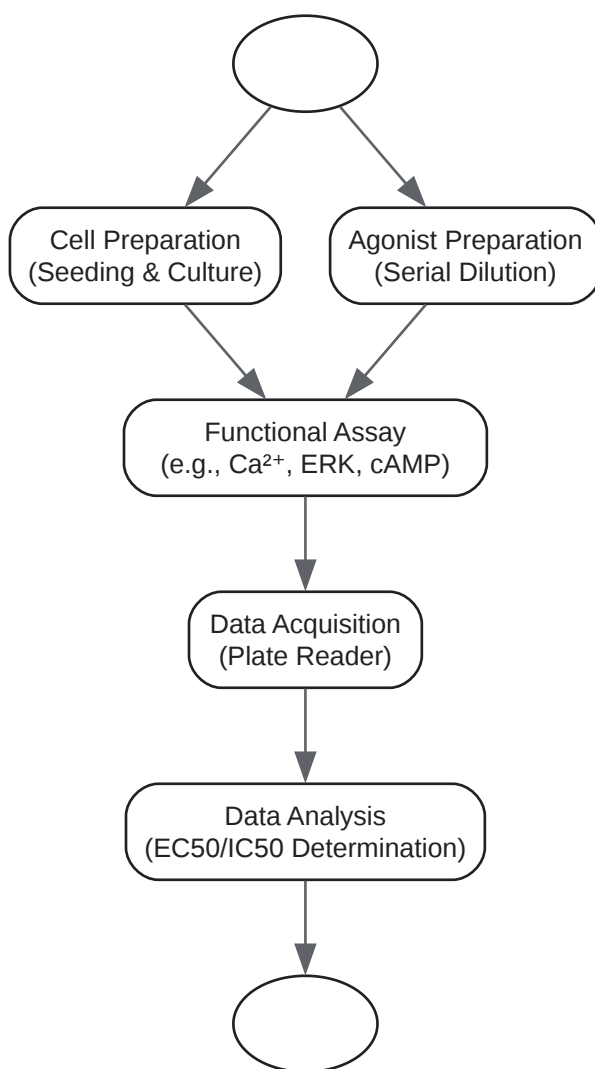 Cell Preparation
(Seeding & Culture)
Agonist Preparation
(Serial Dilution)
Functional Assay
(e.g., Ca²⁺, ERK, cAMP)
Data Acquisition
(Plate Reader)
Data Analysis
(EC50/IC50 Determination)